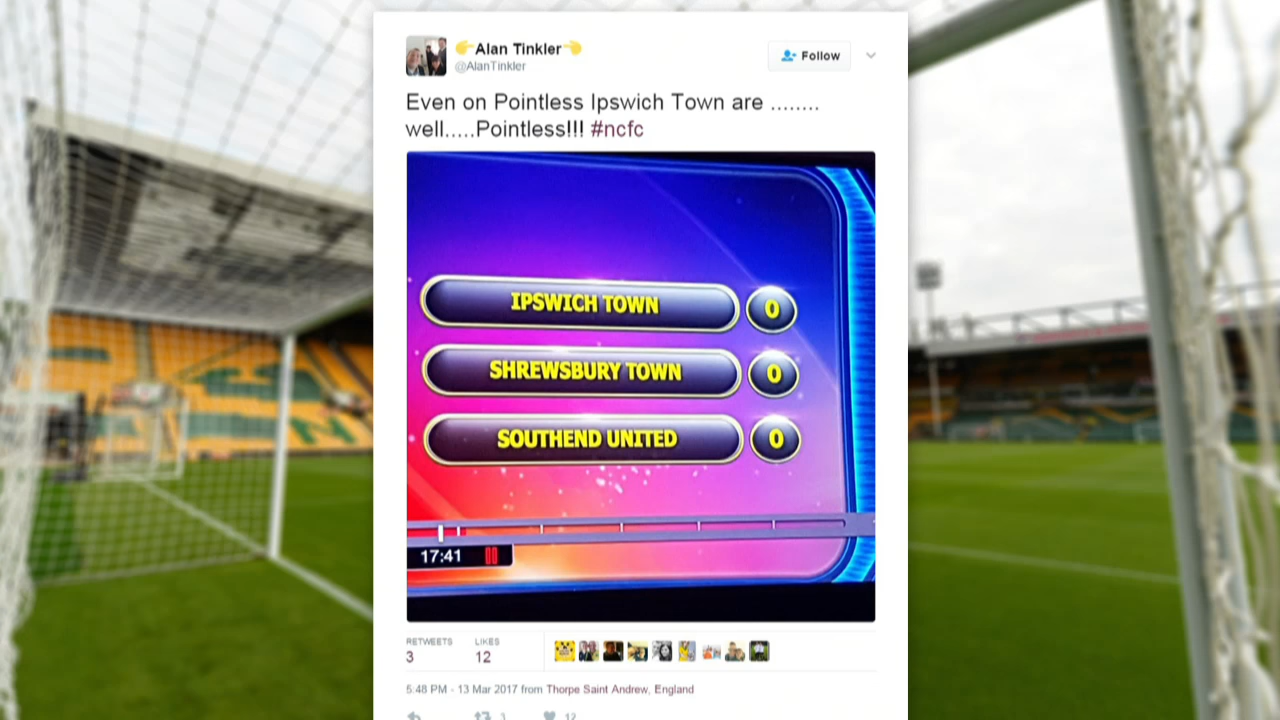 👉Alan Tinkler👈
@AlanTinkler
Follow
Even on Pointless Ipswich Town are ........
well.....Pointless!!! #ncfc
IPSWICH TOWN 0
SHREWSBURY TOWN 0
SOUTHEND UNITED 0
17:41
RETWEETS LIKES
3 12
5:48 PM - 13 Mar 2017 from Thorpe Saint Andrew, England
3 12